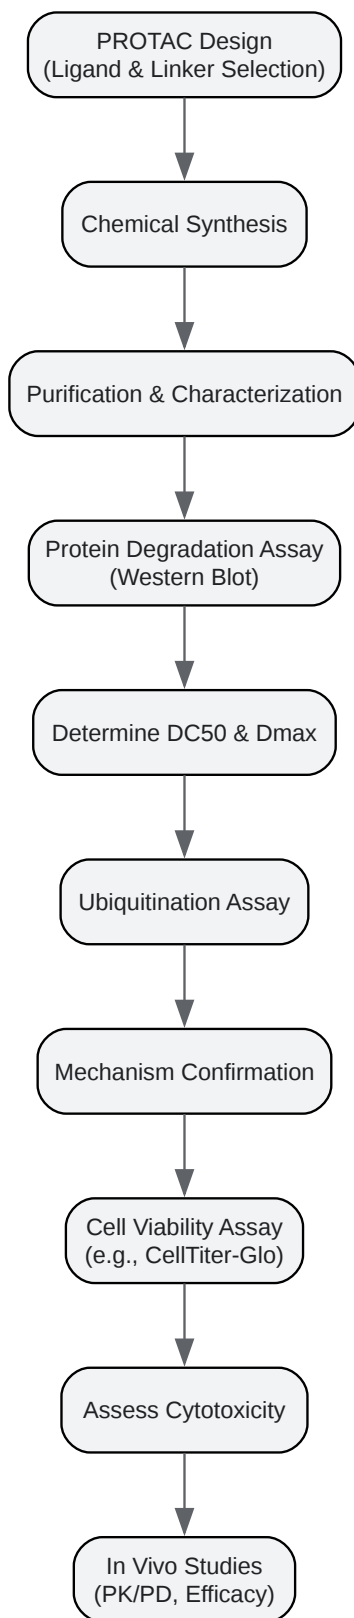 PROTAC Design
(Ligand & Linker Selection)
Chemical Synthesis
Purification & Characterization
Protein Degradation Assay
(Western Blot)
Determine DC50 & Dmax
Ubiquitination Assay
Mechanism Confirmation
Cell Viability Assay
(e.g., CellTiter-Glo)
Assess Cytotoxicity
In Vivo Studies
(PK/PD, Efficacy)